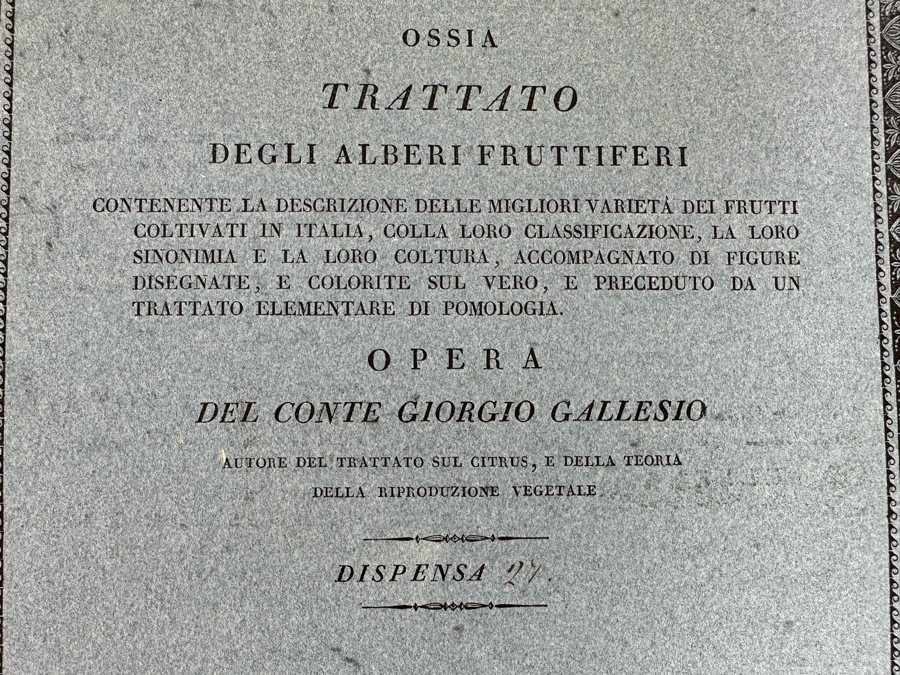 OSSIA
TRATTATO
DEGLI ALBERI FRUTTIFERI
CONTENENTE LA DESCRIZIONE DELLE MIGLIORI VARIETÀ DEI FRUTTI
COLTIVATI IN ITALIA, COLLA LORO CLASSIFICAZIONE, LA LORO
SINONIMIA E LA LORO COLTURA, ACCOMPAGNATO DI FIGURE
DISEGNATE, E COLORITE SUL VERO, E PRECEDUTO DA UN
TRATTATO ELEMENTARE DI POMOLOGIA.
OPERA
DEL CONTE GIORGIO GALLESIO
AUTORE DEL TRATTATO SUL CITRUS, E DELLA TEORIA
DELLA RIPRODUZIONE VEGETALE
DISPENSA 27.